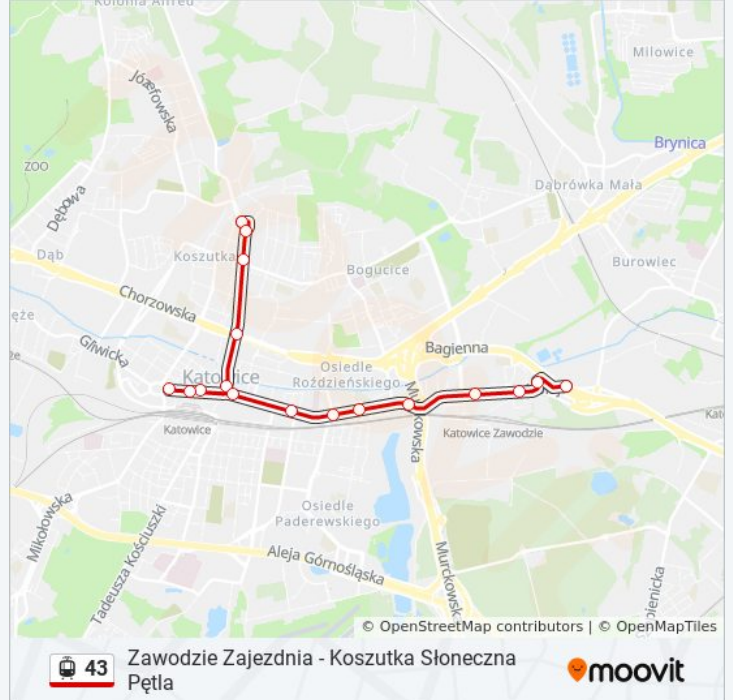 Kolonia Alfred
Milowice
Józefowska
Brynica
ZOO
Dąbrówka Mała
Dębowa
Dąb
Koszutka
Burowiec
Bogucice
Chorzowska
Gliwicka
Bagienna
Osiedle
Roździeńskiego
Katowice
Katowice
Katowice Zawodzie
Mikołowska
Tadeusza Kościuszki
Osiedle
Paderewskiego
Aleja Górnośląska
© OpenStreetMap contributors | © OpenMapTiles
43
Zawodzie Zajezdnia - Koszutka Słoneczna
Pętla
moovit